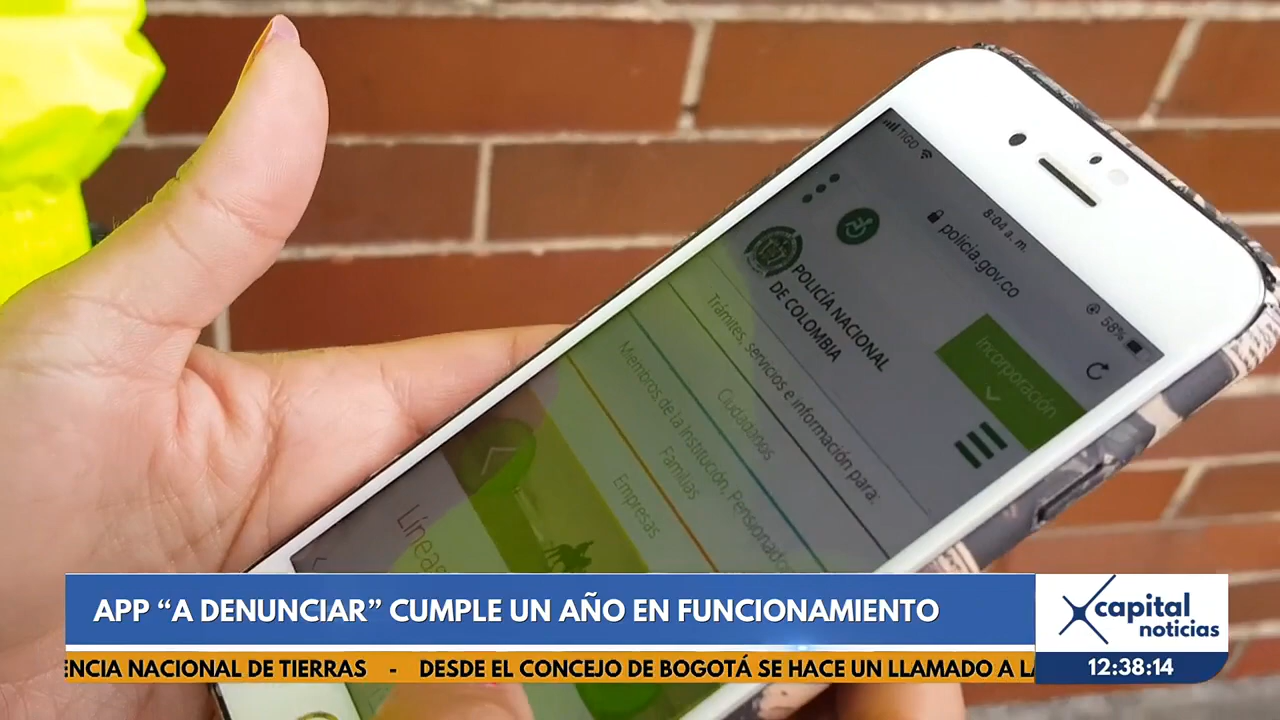 TIGO
8:04 a. m.
58%
policia.gov.co
POLICÍA NACIONAL
DE COLOMBIA
Incorporación
Trámites, servicios e información para:
Ciudadanos
Miembros de la Institución, Pensionado
Familias
Empresas
Líneas
APP “A DENUNCIAR” CUMPLE UN AÑO EN FUNCIONAMIENTO
capital
noticias
ENCIA NACIONAL DE TIERRAS - DESDE EL CONCEJO DE BOGOTÁ SE HACE UN LLAMADO A LA
12:38:14